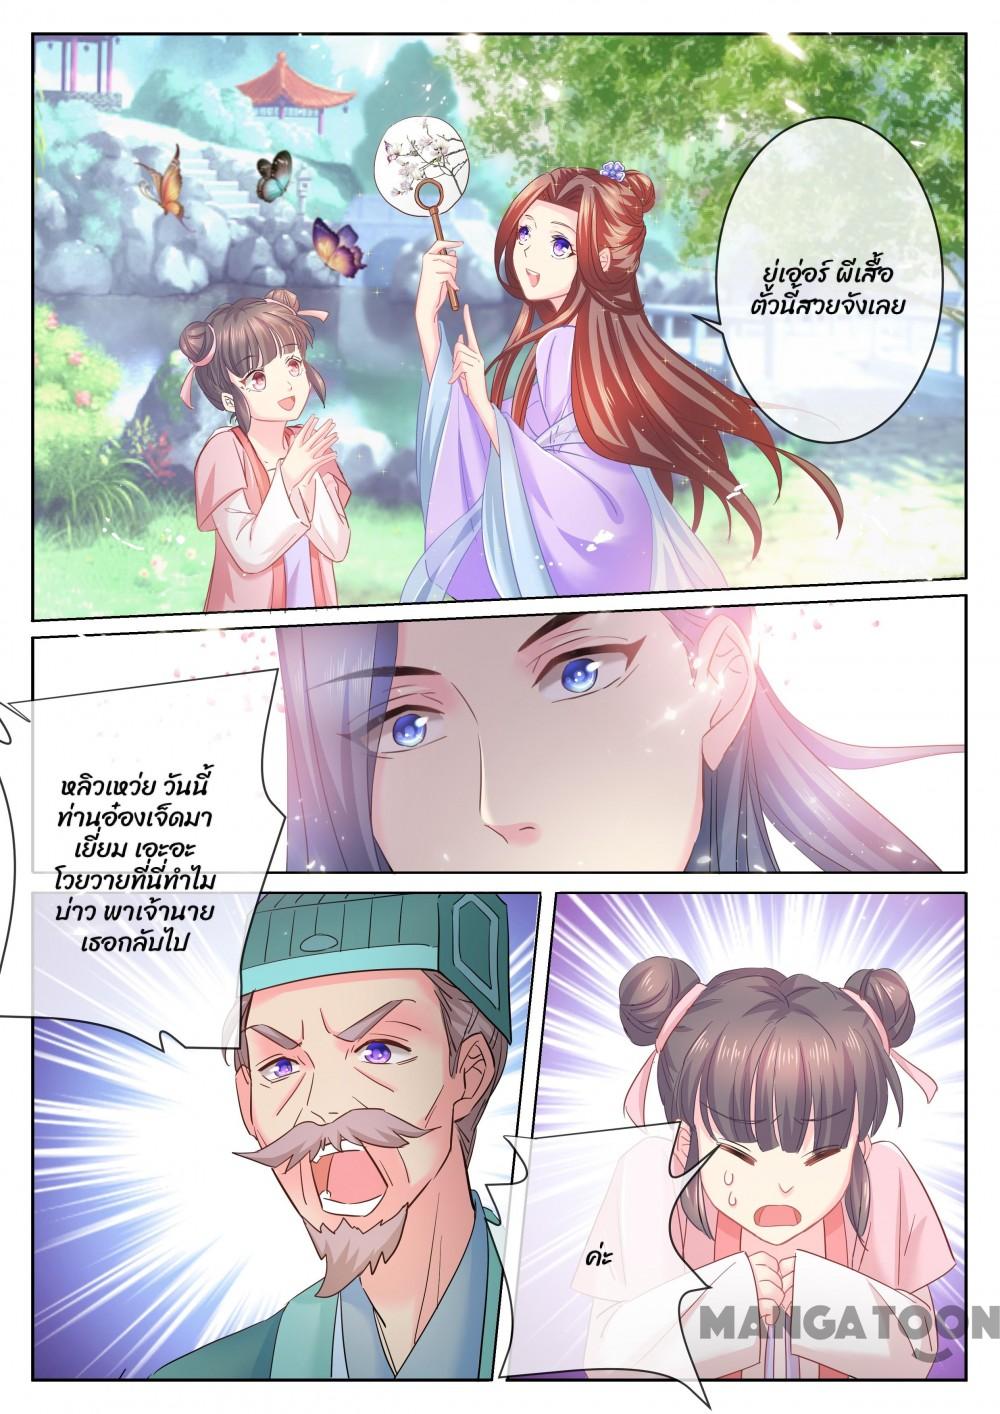 ยู่เอ่อร์ ผีเสื้อ
ตัวนี้สวยจังเลย
หลิวเหว่ย วันนี้
ท่านอ๋องเจ็ดมา
เยี่ยม เอะอะ
โวยวายที่นี่ทำไม
บ่าว พาเจ้านาย
เธอกลับไป
ค่ะ
MANGATOON